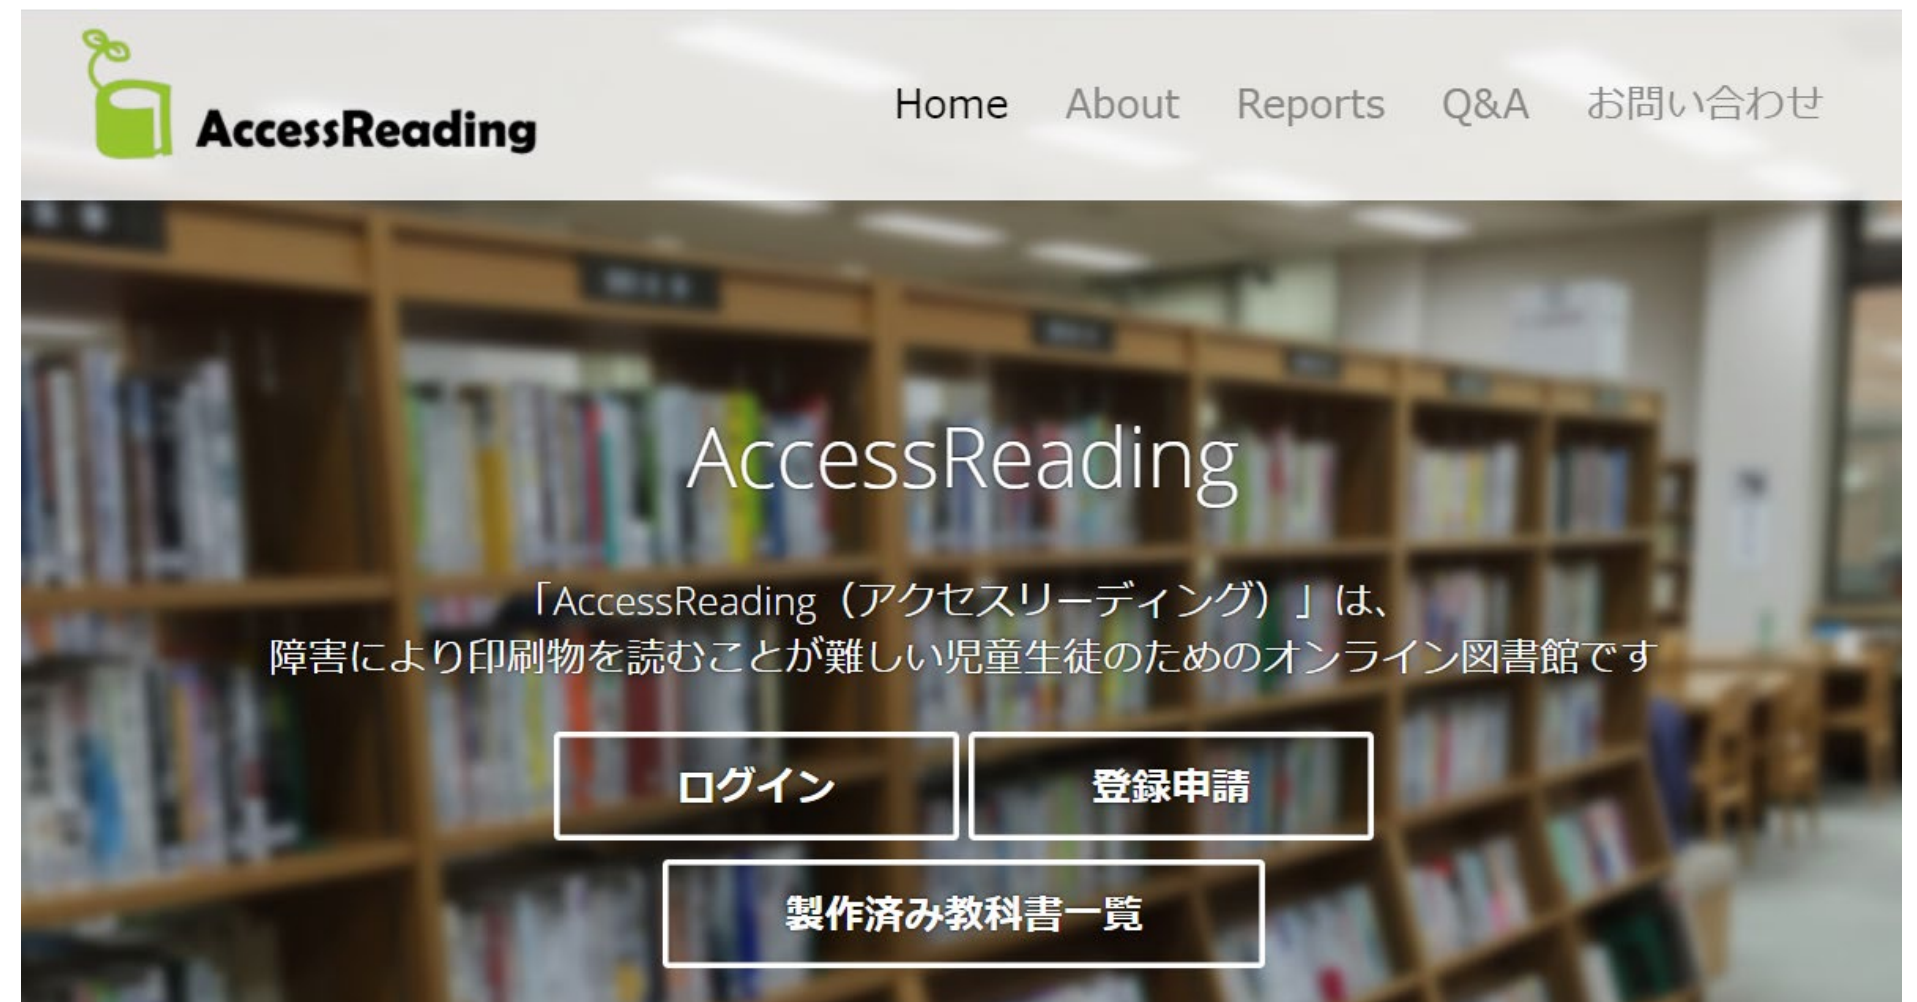 AccessReading
Home About Reports Q&A お問い合わせ
AccessReading
「AccessReading（アクセスリーディング）」は、
障害により印刷物を読むことが難しい児童生徒のためのオンライン図書館です
ログイン 登録申請
製作済み教科書一覧